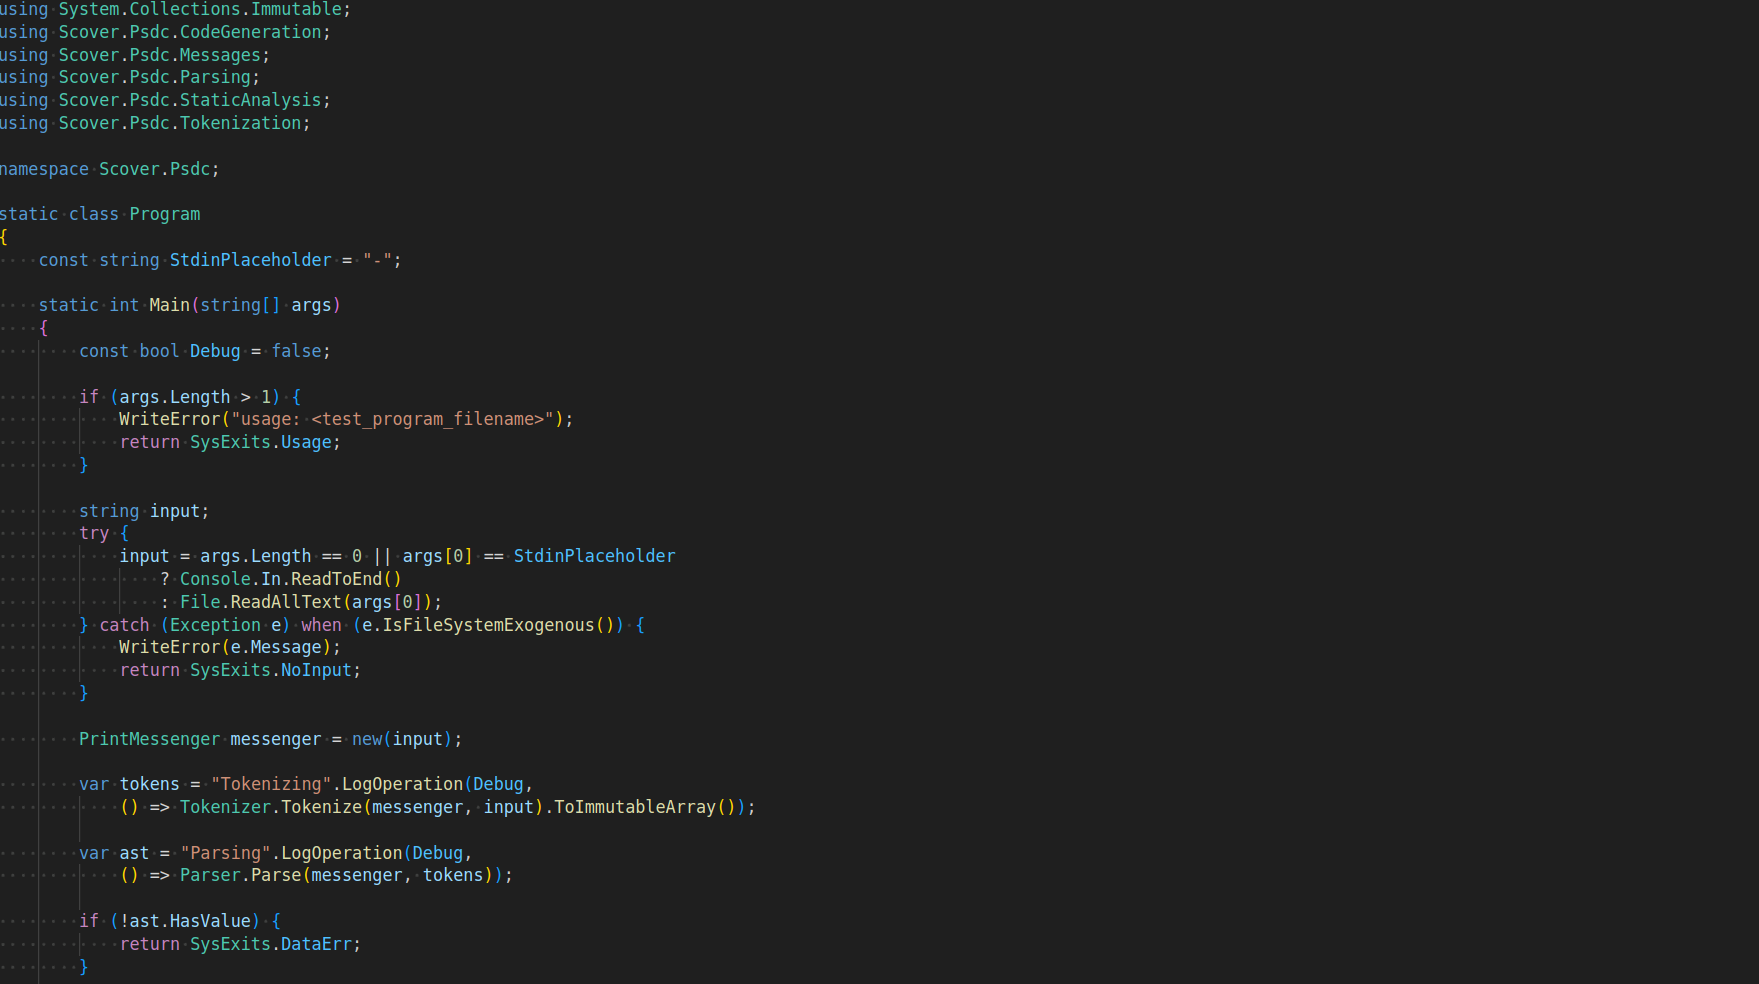 using System.Collections.Immutable;
using Scover.Psdc.CodeGeneration;
using Scover.Psdc.Messages;
using Scover.Psdc.Parsing;
using Scover.Psdc.StaticAnalysis;
using Scover.Psdc.Tokenization;

namespace Scover.Psdc;

static class Program
{
    const string StdinPlaceholder = "-";

    static int Main(string[] args)
    {
        const bool Debug = false;

        if (args.Length > 1) {
            WriteError("usage: <test_program_filename>");
            return SysExits.Usage;
        }

        string input;
        try {
            input = args.Length == 0 || args[0] == StdinPlaceholder
                ? Console.In.ReadToEnd()
                : File.ReadAllText(args[0]);
        } catch (Exception e) when (e.IsFileSystemExogenous()) {
            WriteError(e.Message);
            return SysExits.NoInput;
        }

        PrintMessenger messenger = new(input);

        var tokens = "Tokenizing".LogOperation(Debug,
            () => Tokenizer.Tokenize(messenger, input).ToImmutableArray());

        var ast = "Parsing".LogOperation(Debug,
            () => Parser.Parse(messenger, tokens));

        if (!ast.HasValue) {
            return SysExits.DataErr;
        }